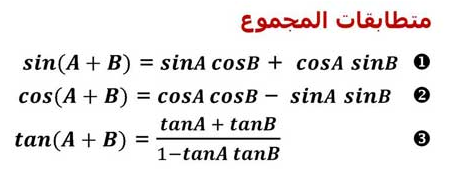 متطابقات المجموع
sin(A + B) = sinA cosB + cosA sinB ❶
cos(A + B) = cosA cosB − sinA sinB ❷
tan(A + B) = \frac{tanA + tanB}{1−tanA tanB} ❸